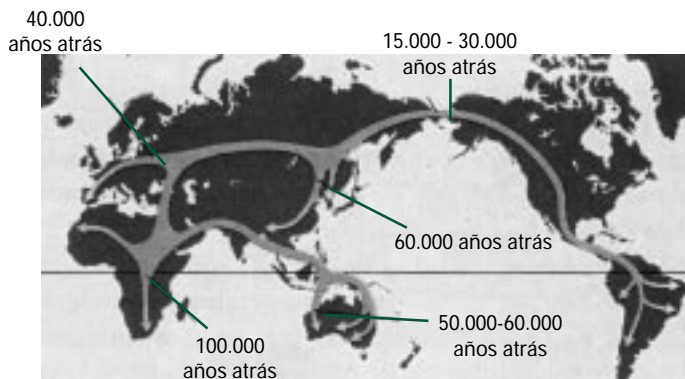 40.000
años atrás
15.000 - 30.000
años atrás
60.000 años atrás
50.000-60.000
años atrás
100.000
años atrás